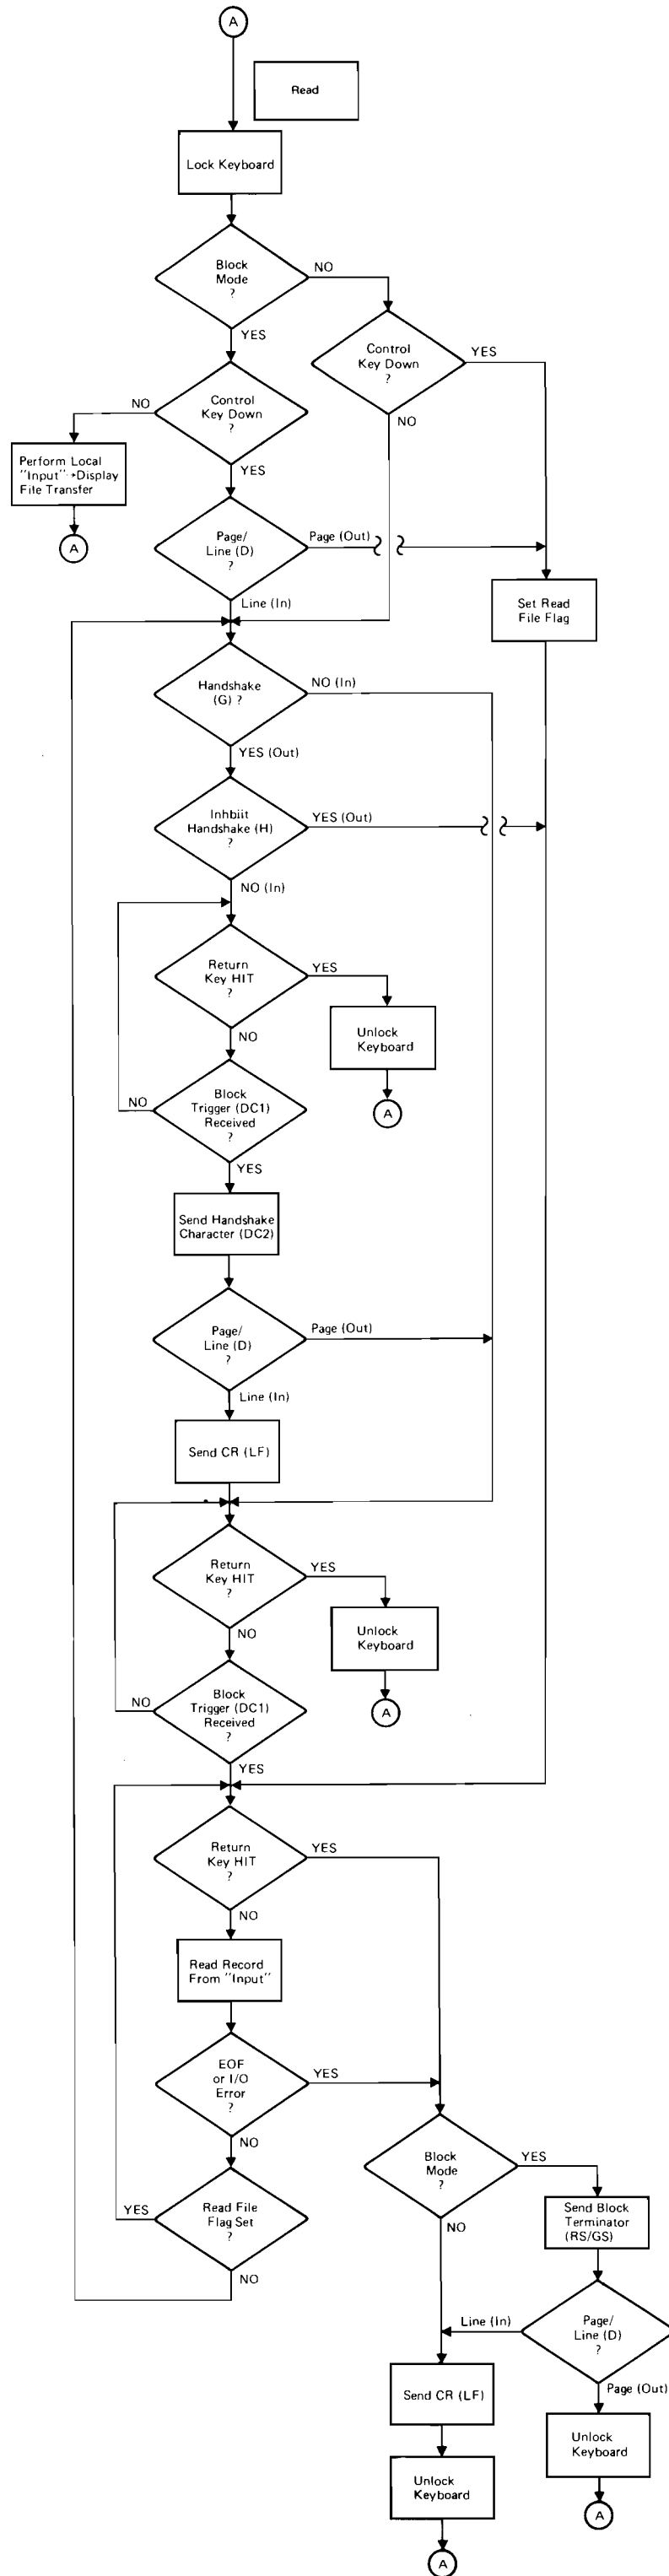 A
Read
Lock Keyboard
Block
Mode
?
NO
YES
Control
Key Down
?
YES
NO
Control
Key Down
?
NO
YES
Perform Local
"Input"→Display
File Transfer
A
Page/
Line (D)
?
Page (Out)
Line (In)
Set Read
File Flag
Handshake
(G) ?
NO (In)
YES (Out)
Inhbiit
Handshake (H)
?
YES (Out)
NO (In)
Return
Key HIT
?
YES
NO
Unlock
Keyboard
A
Block
Trigger (DC1)
Received
?
NO
YES
Send Handshake
Character (DC2)
Page/
Line (D)
?
Page (Out)
Line (In)
Send CR (LF)
Return
Key HIT
?
YES
NO
Unlock
Keyboard
A
Block
Trigger (DC1)
Received
?
NO
YES
Return
Key HIT
?
YES
NO
Read Record
From "Input"
EOF
or I/O
Error
?
YES
NO
Block
Mode
?
YES
NO
Read File
Flag Set
?
YES
NO
Send Block
Terminator
(RS/GS)
Page/
Line (D)
?
Line (In)
Page (Out)
Send CR (LF)
Unlock
Keyboard
A
Unlock
Keyboard
A